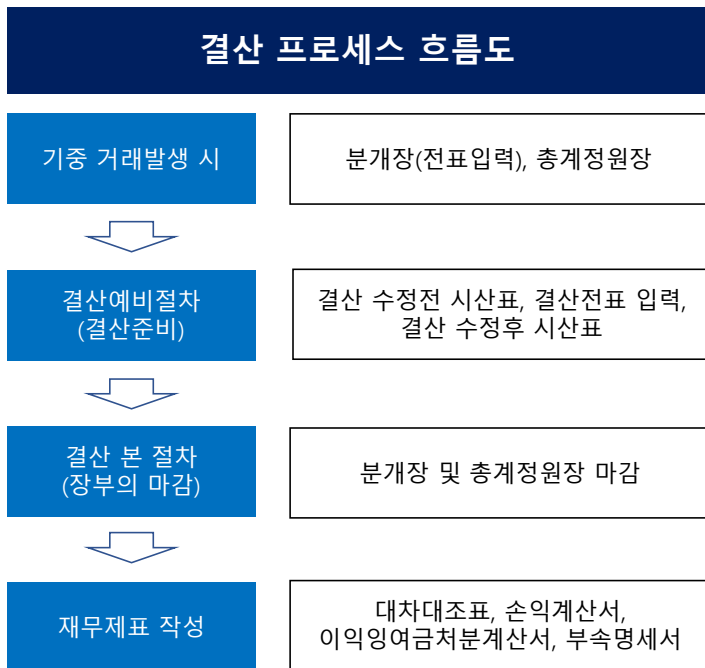 결산 프로세스 흐름도
기중 거래발생 시
분개장(전표입력), 총계정원장
결산예비절차
(결산준비)
결산 수정전 시산표, 결산전표 입력,
결산 수정후 시산표
결산 본 절차
(장부의 마감)
분개장 및 총계정원장 마감
재무제표 작성
대차대조표, 손익계산서,
이익잉여금처분계산서, 부속명세서